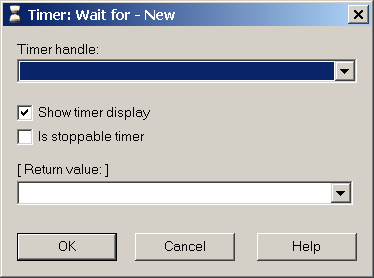 Timer: Wait for - New
Timer handle:
Show timer display
Is stoppable timer
[ Return value: ]
OK Cancel Help